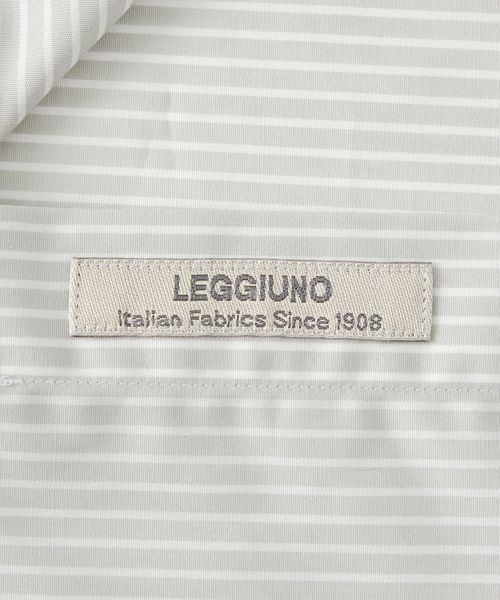 LEGGIUNO
Italian Fabrics Since 1908